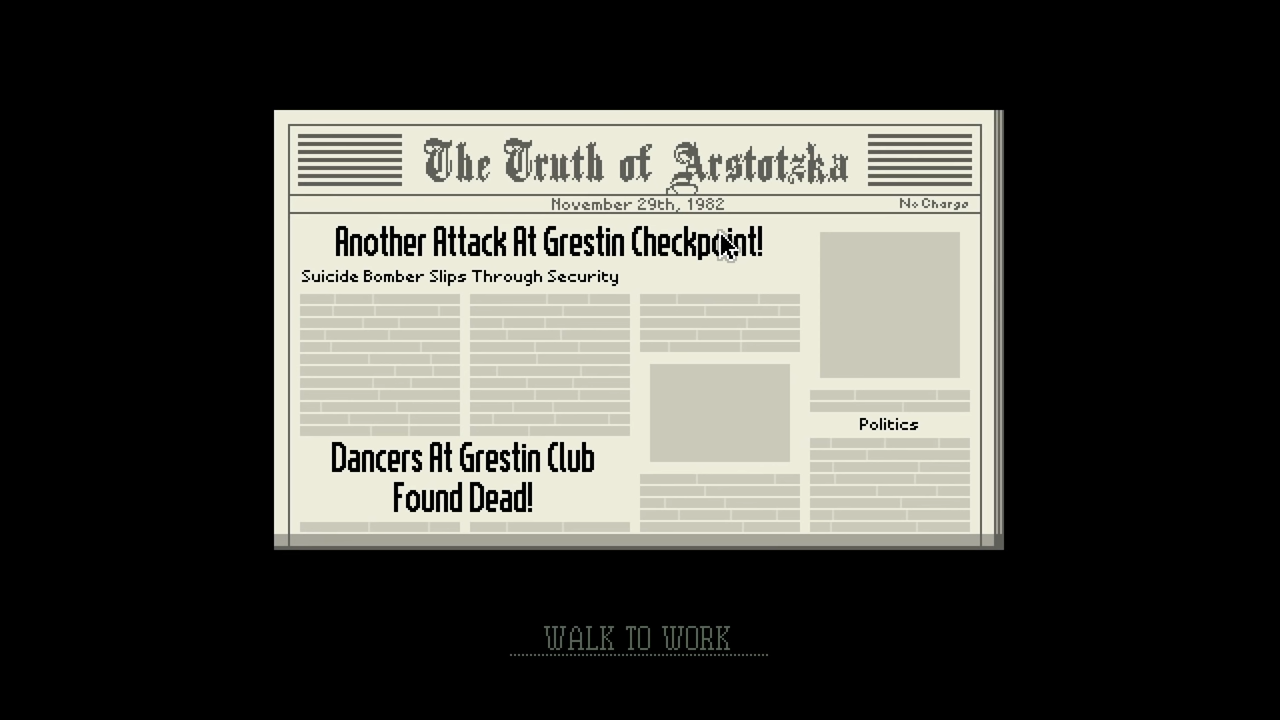 The Truth of Arstotzka
November 29th, 1982
No Charge
Another Attack At Grestin Checkpoint!
Suicide Bomber Slips Through Security
Politics
Dancers At Grestin Club
Found Dead!
WALK TO WORK